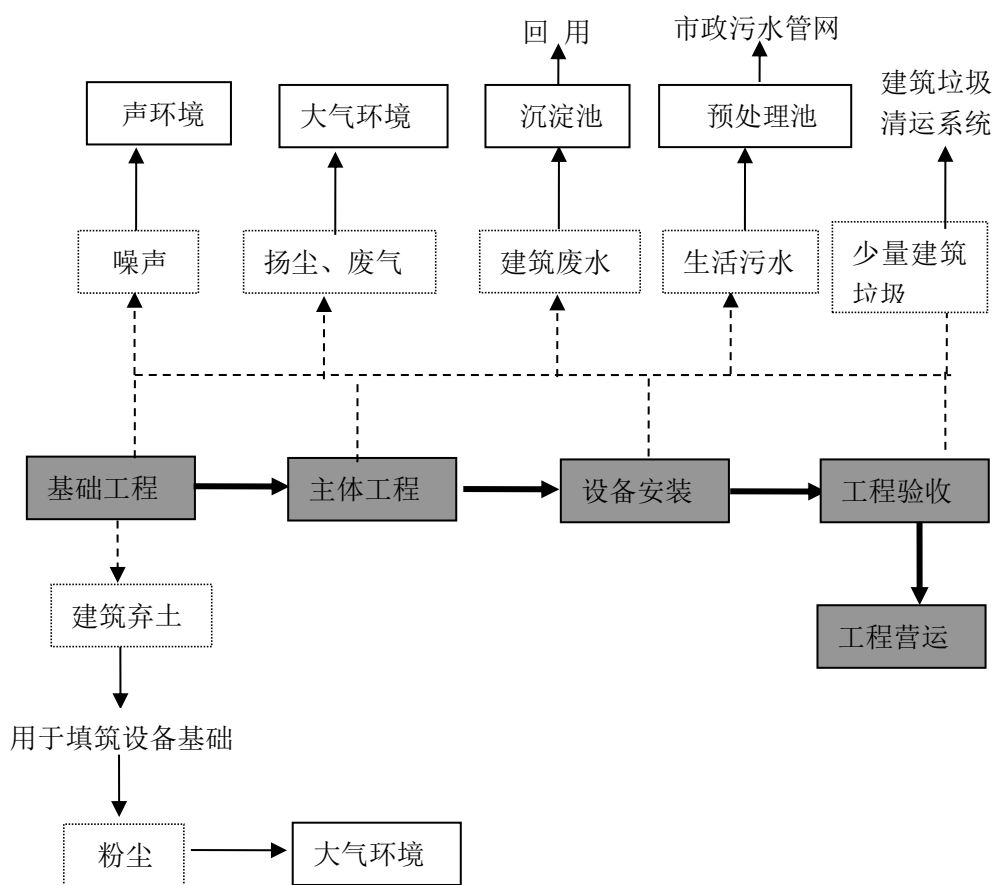 回 用
市政污水管网
建筑垃圾
清运系统
声环境
大气环境
沉淀池
预处理池
噪声
扬尘、废气
建筑废水
生活污水
少量建筑
垃圾
基础工程
主体工程
设备安装
工程验收
建筑弃土
工程营运
用于填筑设备基础
粉尘
大气环境